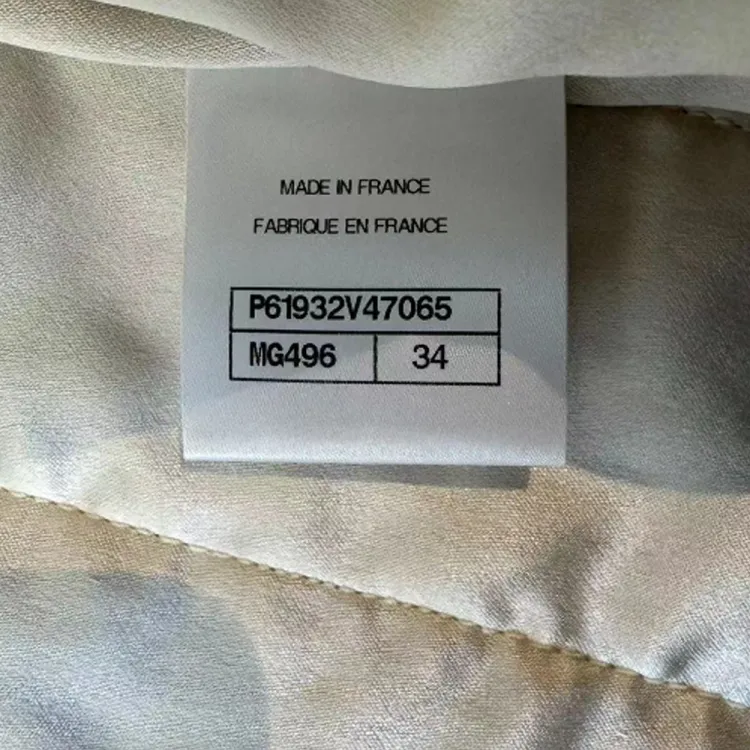 MADE IN FRANCE
FABRIQUE EN FRANCE
P61932V47065
MG496 34